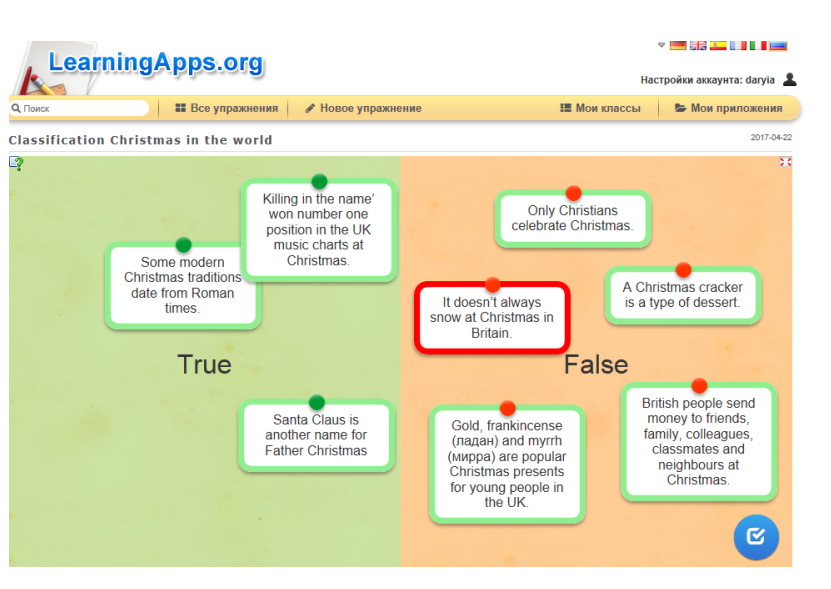 LearningApps.org
Настройки аккаунта: daryia
Поиск
Все упражнения
Новое упражнение
Мои классы
Мои приложения
Classification Christmas in the world
2017-04-22
Killing in the name’
won number one
position in the UK
music charts at
Christmas.
Some modern
Christmas traditions
date from Roman
times.
True
Santa Claus is
another name for
Father Christmas
Only Christians
celebrate Christmas.
A Christmas cracker
is a type of dessert.
It doesn’t always
snow at Christmas in
Britain.
False
Gold, frankincense
(ладан) and myrrh
(мирра) are popular
Christmas presents
for young people in
the UK.
British people send
money to friends,
family, colleagues,
classmates and
neighbours at
Christmas.